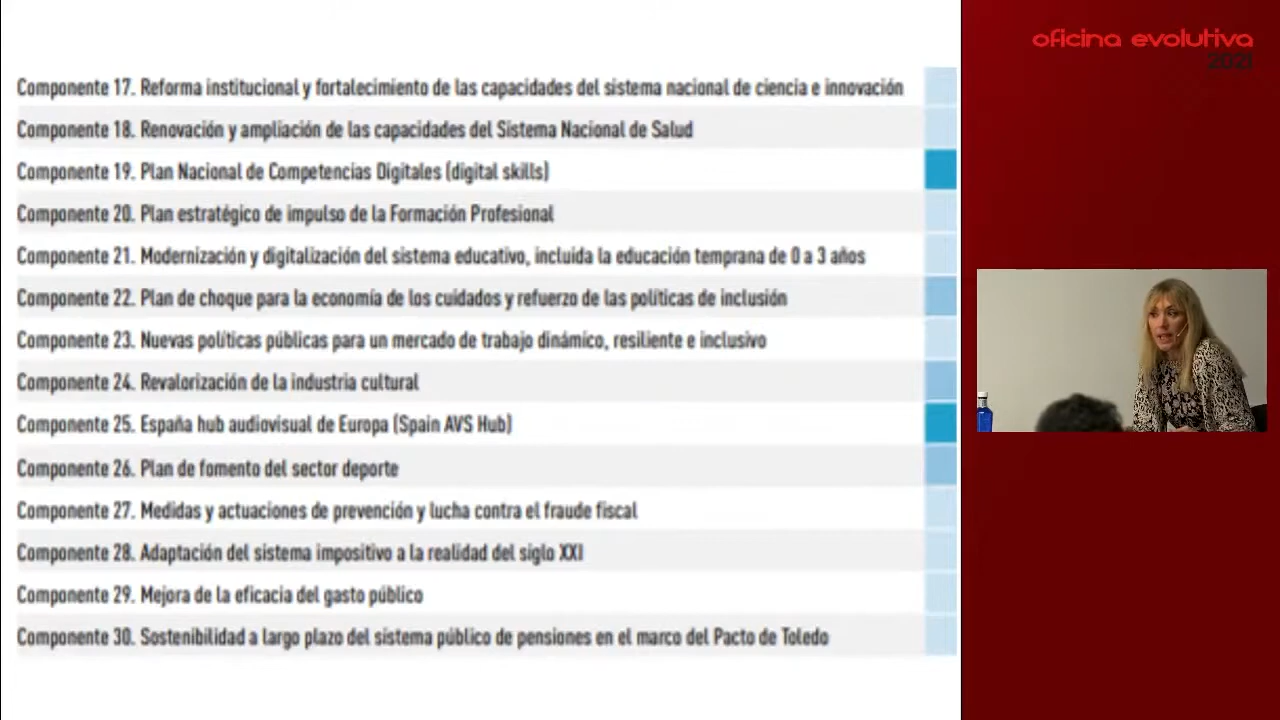 oficina evolutiva
2021
Componente 17. Reforma institucional y fortalecimiento de las capacidades del sistema nacional de ciencia e innovación
Componente 18. Renovación y ampliación de las capacidades del Sistema Nacional de Salud
Componente 19. Plan Nacional de Competencias Digitales (digital skills)
Componente 20. Plan estratégico de impulso de la Formación Profesional
Componente 21. Modernización y digitalización del sistema educativo, incluida la educación temprana de 0 a 3 años
Componente 22. Plan de choque para la economía de los cuidados y refuerzo de las políticas de inclusión
Componente 23. Nuevas políticas públicas para un mercado de trabajo dinámico, resiliente e inclusivo
Componente 24. Revalorización de la industria cultural
Componente 25. España hub audiovisual de Europa (Spain AVS Hub)
Componente 26. Plan de fomento del sector deporte
Componente 27. Medidas y actuaciones de prevención y lucha contra el fraude fiscal
Componente 28. Adaptación del sistema impositivo a la realidad del siglo XXI
Componente 29. Mejora de la eficacia del gasto público
Componente 30. Sostenibilidad a largo plazo del sistema público de pensiones en el marco del Pacto de Toledo